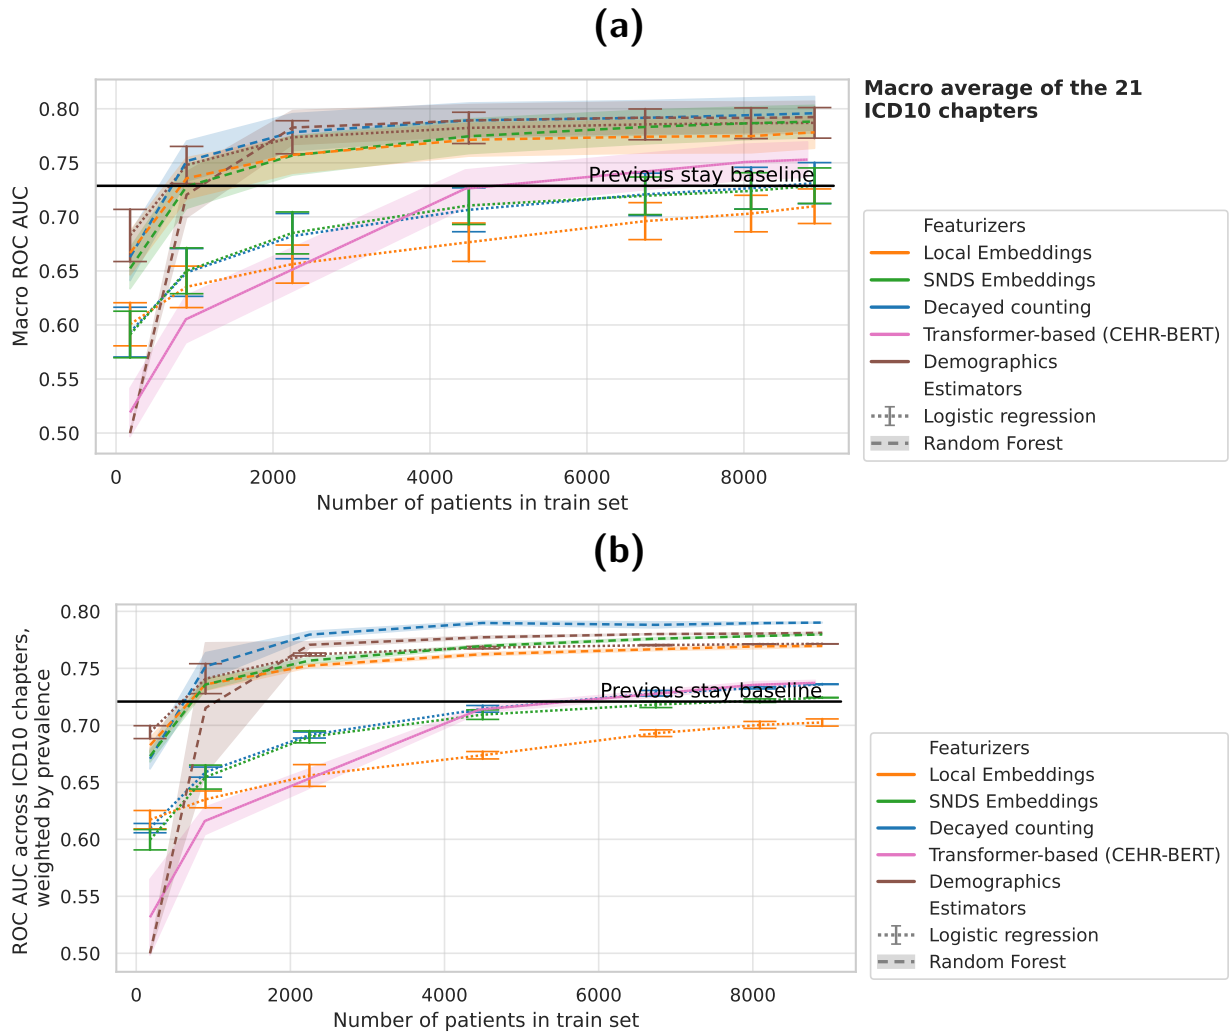 (a)
Macro average of the 21
ICD10 chapters
Macro ROC AUC
0.80
0.75
0.70
0.65
0.60
0.55
0.50
Previous stay baseline
0
2000
4000
6000
8000
Number of patients in train set
Featurizers
Local Embeddings
SNDS Embeddings
Decayed counting
Transformer-based (CEHR-BERT)
Demographics
Estimators
Logistic regression
Random Forest
(b)
ROC AUC across ICD10 chapters,
weighted by prevalence
0.80
0.75
0.70
0.65
0.60
0.55
0.50
Previous stay baseline
0
2000
4000
6000
8000
Number of patients in train set
Featurizers
Local Embeddings
SNDS Embeddings
Decayed counting
Transformer-based (CEHR-BERT)
Demographics
Estimators
Logistic regression
Random Forest